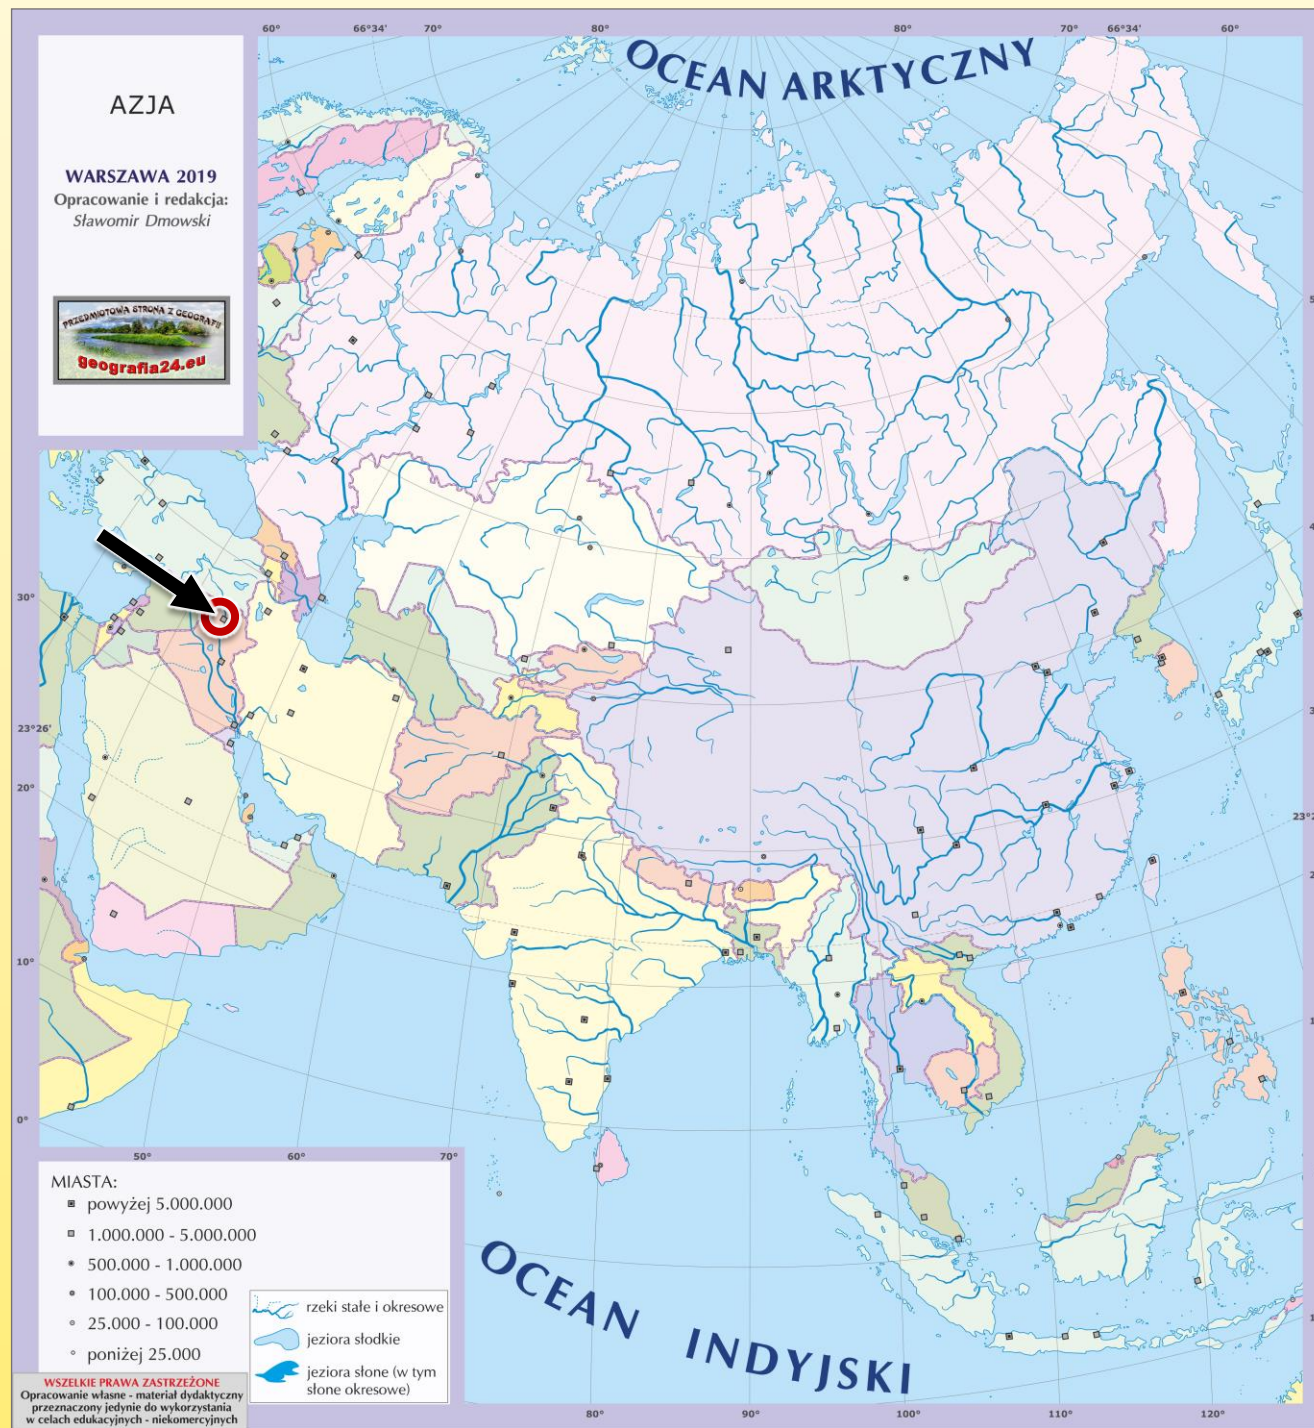 60°
66°34'
70°
80°
80°
70°
66°34'
60°
OCEAN ARKTYCZNY
AZJA
WARSZAWA 2019
Opracowanie i redakcja:
Sławomir Dmowski
PRZEDMIOTOWA STRONA Z GEOGRAFII
geografia24.eu
30°
23°26'
20°
10°
0°
50°
60°
70°
MIASTA:
powyżej 5.000.000
1.000.000 - 5.000.000
500.000 - 1.000.000
100.000 - 500.000
25.000 - 100.000
poniżej 25.000
rzeki stałe i okresowe
jeziora słodkie
jeziora słone (w tym
słone okresowe)
OCEAN INDYJSKI
WSZELKIE PRAWA ZASTRZEŻONE
Opracowanie własne - materiał dydaktyczny
przeznaczony jedynie do wykorzystania
w celach edukacyjnych - niekomercyjnych
80°
90°
100°
110°
120°